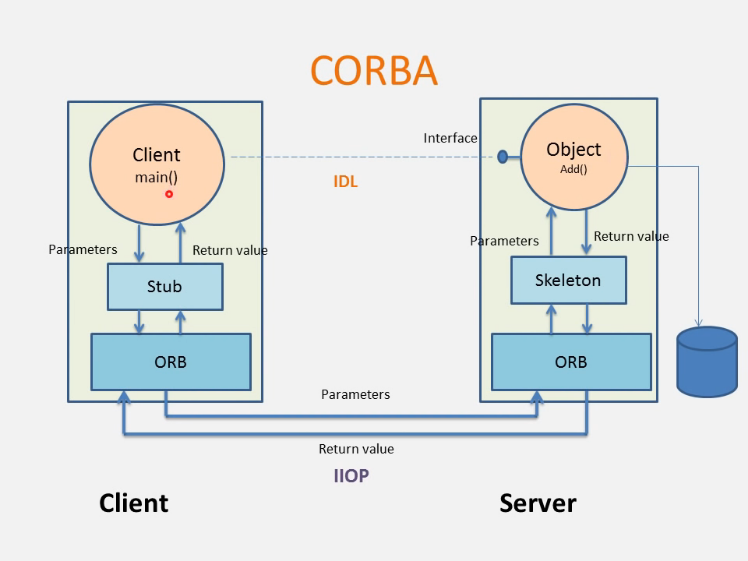 CORBA
Client
main()
Interface
Object
Add()
IDL
Parameters
Return value
Parameters
Return value
Stub
Skeleton
ORB
ORB
Parameters
Return value
IIOP
Client
Server